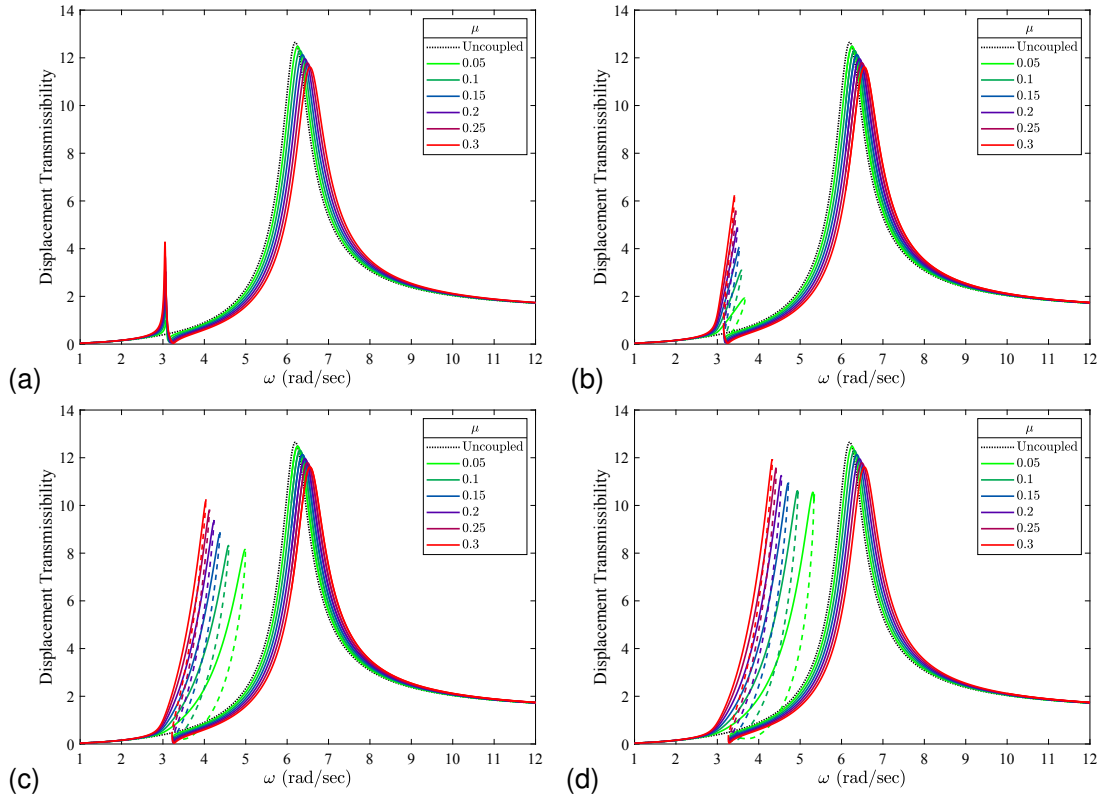 14
12
10
8
6
4
2
0
Displacement Transmissibility
μ
Uncoupled
0.05
0.1
0.15
0.2
0.25
0.3
1 2 3 4 5 6 7 8 9 10 11 12
ω (rad/sec)
(a)
14
12
10
8
6
4
2
0
Displacement Transmissibility
μ
Uncoupled
0.05
0.1
0.15
0.2
0.25
0.3
1 2 3 4 5 6 7 8 9 10 11 12
ω (rad/sec)
(b)
14
12
10
8
6
4
2
0
Displacement Transmissibility
μ
Uncoupled
0.05
0.1
0.15
0.2
0.25
0.3
1 2 3 4 5 6 7 8 9 10 11 12
ω (rad/sec)
(c)
14
12
10
8
6
4
2
0
Displacement Transmissibility
μ
Uncoupled
0.05
0.1
0.15
0.2
0.25
0.3
1 2 3 4 5 6 7 8 9 10 11 12
ω (rad/sec)
(d)